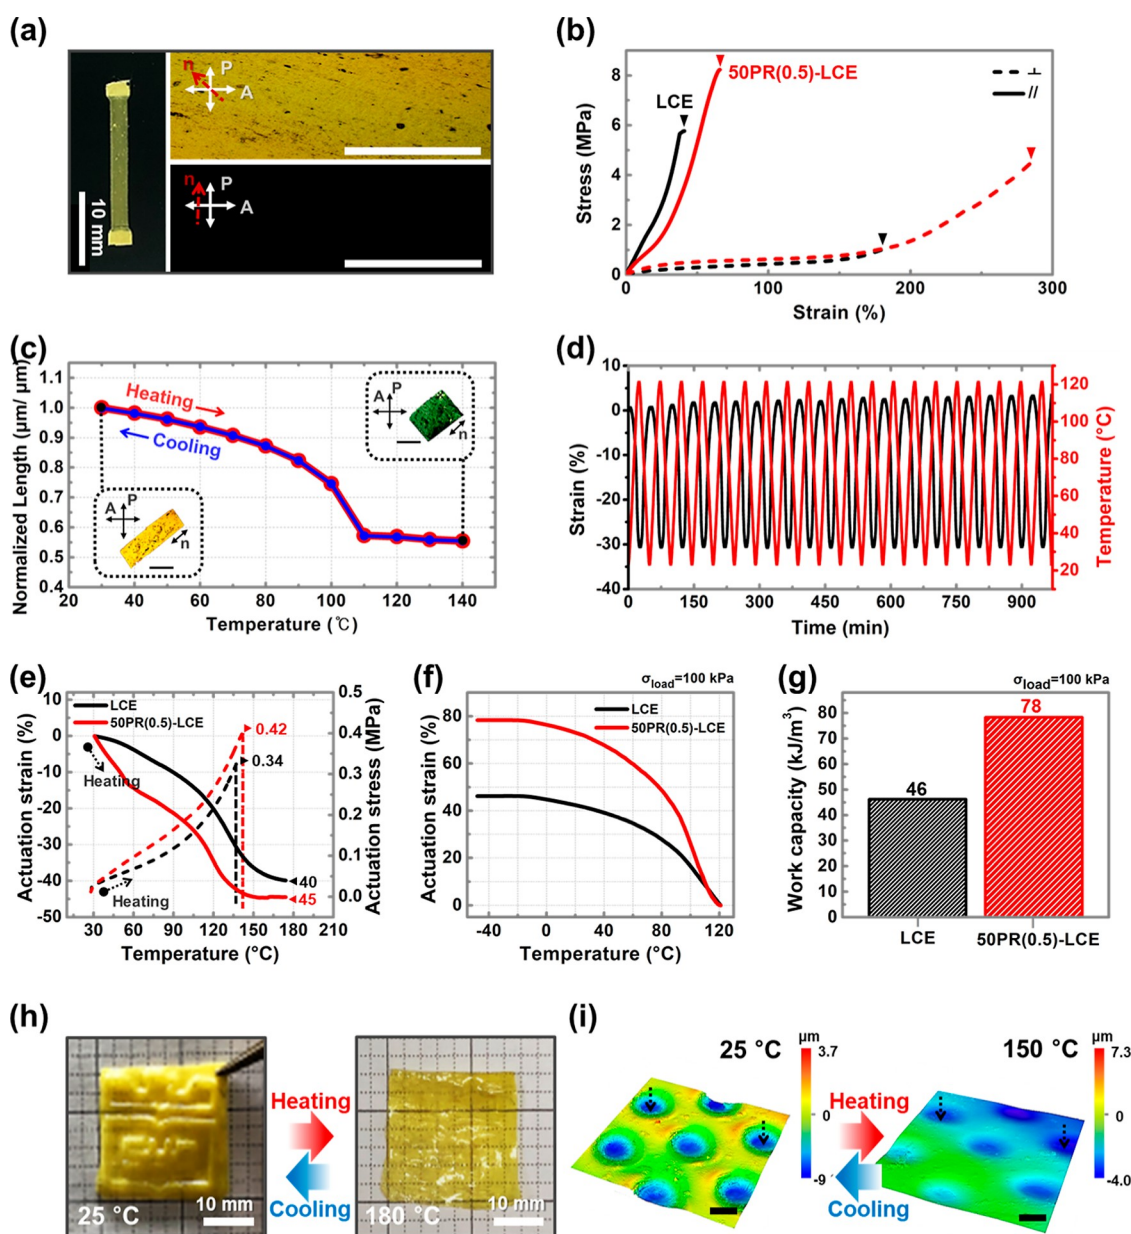 (a)
n P
A
n P
A
10 mm
(b)
50PR(0.5)-LCE
LCE
⊥
//
Stress (MPa)
8
6
4
2
0
0 100 200 300
Strain (%)
(c)
Normalized Length (μm/ μm)
1.1
1.0
0.9
0.8
0.7
0.6
0.5
0.4
Heating
Cooling
A P
n
A P
n
20 40 60 80 100 120 140
Temperature (℃)
(d)
Strain (%)
10
0
-10
-20
-30
-40
120
100
80
60
40
20
Temperature (°C)
0 150 300 450 600 750 900
Time (min)
(e)
LCE
50PR(0.5)-LCE
Actuation strain (%)
10
0
-10
-20
-30
-40
-50
Heating
Heating
0.42
0.34
40
45
0.5
0.4
0.3
0.2
0.1
0.0
Actuation stress (MPa)
30 60 90 120 150 180 210
Temperature (°C)
(f)
σload=100 kPa
LCE
50PR(0.5)-LCE
Actuation strain (%)
80
60
40
20
0
-40 0 40 80 120
Temperature (°C)
(g)
σload=100 kPa
Work capacity (kJ/m³)
80
70
60
50
40
30
20
10
0
46
78
LCE 50PR(0.5)-LCE
(h)
25 °C
10 mm
Heating
Cooling
180 °C
10 mm
(i)
25 °C
μm
3.7
0
-9
Heating
Cooling
150 °C
μm
7.3
0
-4.0